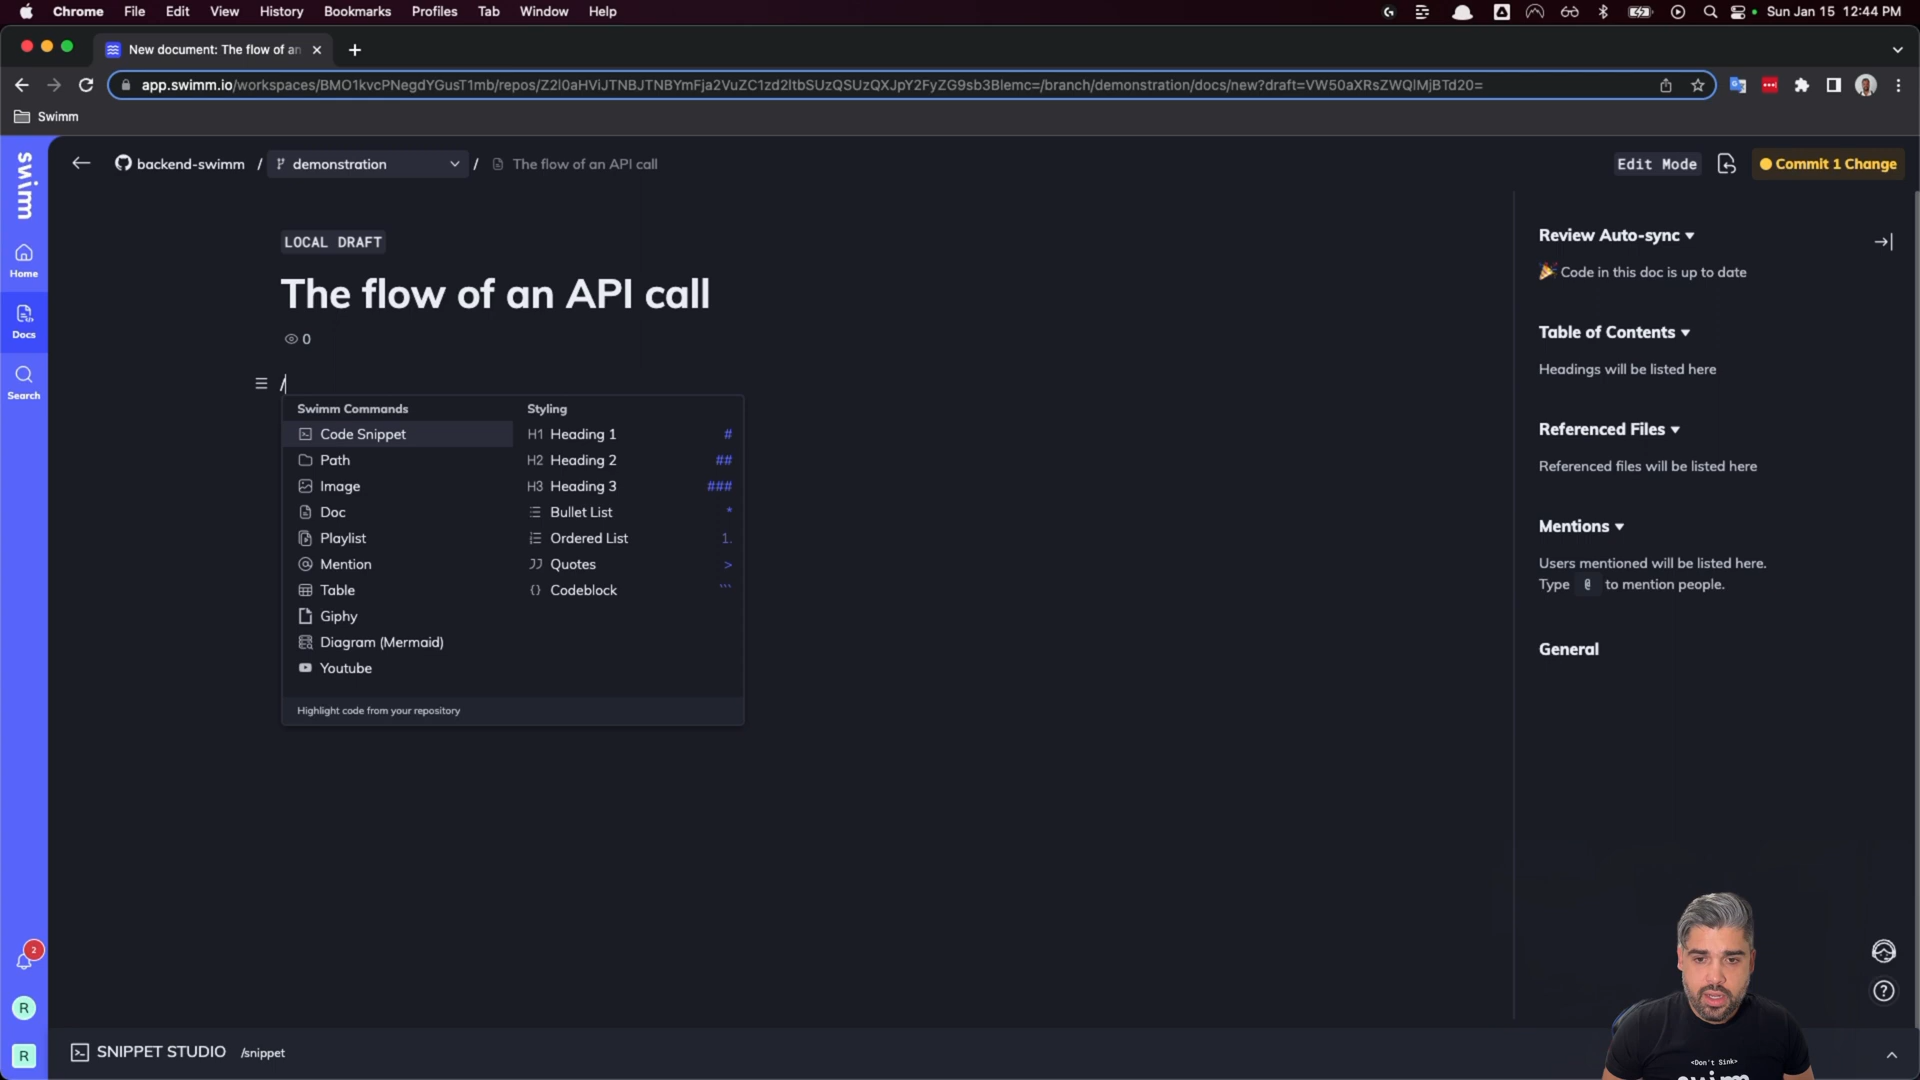 Chrome File Edit View History Bookmarks Profiles Tab Window Help Sun Jan 15 12:44 PM
New document: The flow of an
app.swimm.io/workspaces/BMO1kvcPNegdYGusT1mb/repos/Z2l0aHViJTNBJTNBYmFja2VuZC1zd2ltbSUzQSUzQXJpY2FyZG9sb3Blemc=/branch/demonstration/docs/new?draft=VW50aXRsZWQlMjBTd20=
Swimm
swimm
backend-swimm / demonstration / The flow of an API call
Edit Mode
Commit 1 Change
Home
Docs
Search
2
R
R
LOCAL DRAFT
The flow of an API call
0
/
Swimm Commands
Code Snippet
Path
Image
Doc
Playlist
Mention
Table
Giphy
Diagram (Mermaid)
Youtube
Styling
H1 Heading 1 #
H2 Heading 2 ##
H3 Heading 3 ###
Bullet List *
Ordered List 1.
Quotes >
{} Codeblock ```
Highlight code from your repository
Review Auto-sync
Code in this doc is up to date
Table of Contents
Headings will be listed here
Referenced Files
Referenced files will be listed here
Mentions
Users mentioned will be listed here.
Type @ to mention people.
General
?
SNIPPET STUDIO /snippet
<Don't Sink>
swimm